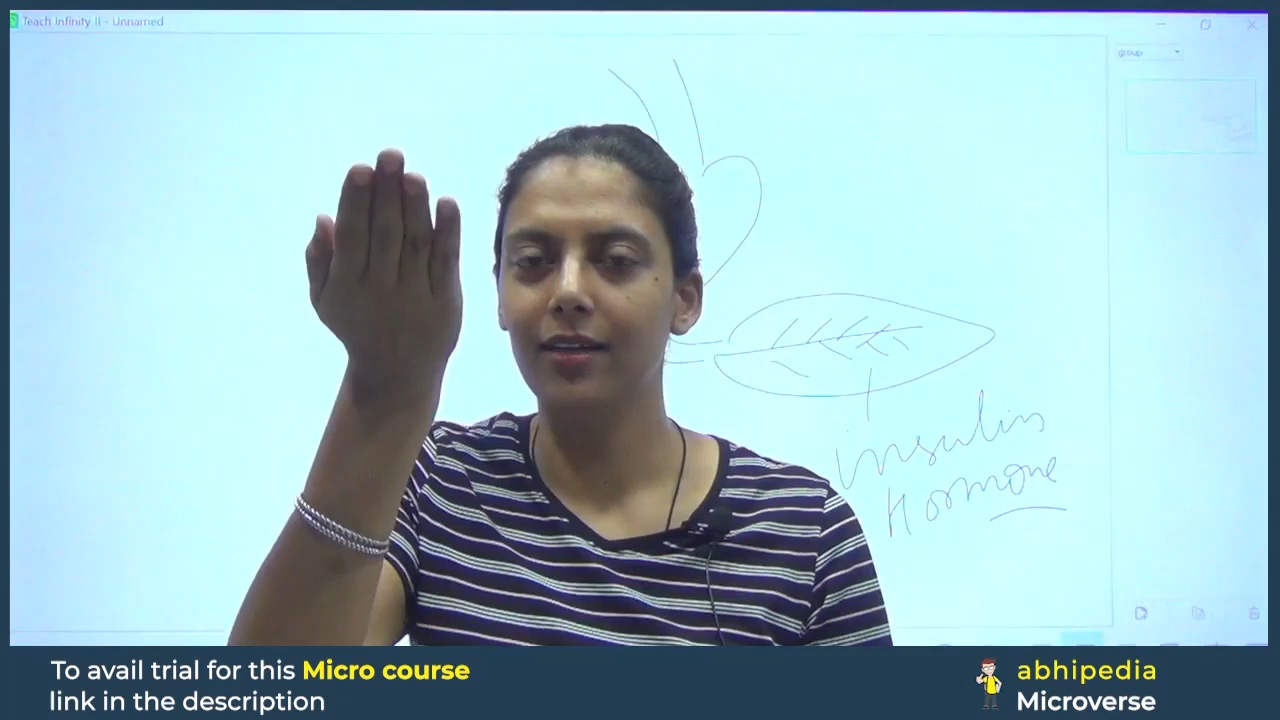 Teach Infinity II - Unnamed
group
insulin
Hormone
To avail trial for this Micro course
link in the description
abhipedia
Microverse